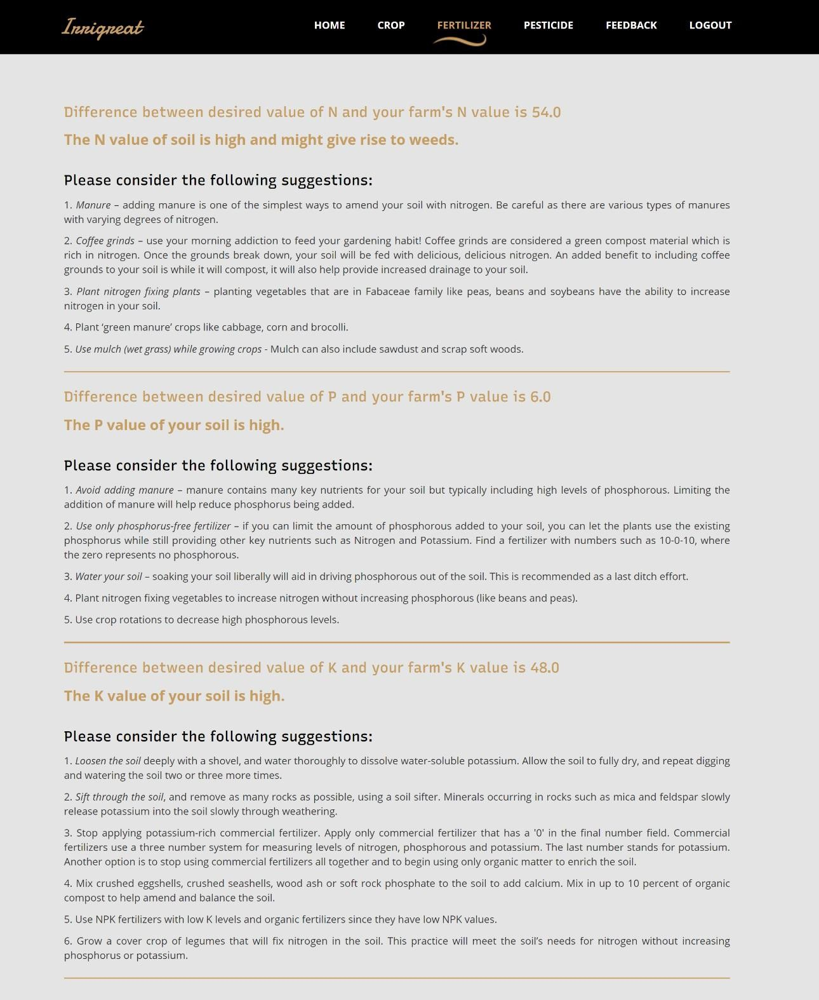 Irrigreat
HOME CROP FERTILIZER PESTICIDE FEEDBACK LOGOUT
Difference between desired value of N and your farm's N value is 54.0
The N value of soil is high and might give rise to weeds.
Please consider the following suggestions:
1. Manure – adding manure is one of the simplest ways to amend your soil with nitrogen. Be careful as there are various types of manures
with varying degrees of nitrogen.
2. Coffee grinds – use your morning addiction to feed your gardening habit! Coffee grinds are considered a green compost material which is
rich in nitrogen. Once the grounds break down, your soil will be fed with delicious, delicious nitrogen. An added benefit to including coffee
grounds to your soil is while it will compost, it will also help provide increased drainage to your soil.
3. Plant nitrogen fixing plants – planting vegetables that are in Fabaceae family like peas, beans and soybeans have the ability to increase
nitrogen in your soil.
4. Plant ‘green manure’ crops like cabbage, corn and brocolli.
5. Use mulch (wet grass) while growing crops - Mulch can also include sawdust and scrap soft woods.
Difference between desired value of P and your farm's P value is 6.0
The P value of your soil is high.
Please consider the following suggestions:
1. Avoid adding manure – manure contains many key nutrients for your soil but typically including high levels of phosphorous. Limiting the
addition of manure will help reduce phosphorus being added.
2. Use only phosphorus-free fertilizer – if you can limit the amount of phosphorous added to your soil, you can let the plants use the existing
phosphorus while still providing other key nutrients such as Nitrogen and Potassium. Find a fertilizer with numbers such as 10-0-10, where
the zero represents no phosphorous.
3. Water your soil – soaking your soil liberally will aid in driving phosphorous out of the soil. This is recommended as a last ditch effort.
4. Plant nitrogen fixing vegetables to increase nitrogen without increasing phosphorous (like beans and peas).
5. Use crop rotations to decrease high phosphorous levels.
Difference between desired value of K and your farm's K value is 48.0
The K value of your soil is high.
Please consider the following suggestions:
1. Loosen the soil deeply with a shovel, and water thoroughly to dissolve water-soluble potassium. Allow the soil to fully dry, and repeat digging
and watering the soil two or three more times.
2. Sift through the soil, and remove as many rocks as possible, using a soil sifter. Minerals occurring in rocks such as mica and feldspar slowly
release potassium into the soil slowly through weathering.
3. Stop applying potassium-rich commercial fertilizer. Apply only commercial fertilizer that has a '0' in the final number field. Commercial
fertilizers use a three number system for measuring levels of nitrogen, phosphorous and potassium. The last number stands for potassium.
Another option is to stop using commercial fertilizers all together and to begin using only organic matter to enrich the soil.
4. Mix crushed eggshells, crushed seashells, wood ash or soft rock phosphate to the soil to add calcium. Mix in up to 10 percent of organic
compost to help amend and balance the soil.
5. Use NPK fertilizers with low K levels and organic fertilizers since they have low NPK values.
6. Grow a cover crop of legumes that will fix nitrogen in the soil. This practice will meet the soil’s needs for nitrogen without increasing
phosphorus or potassium.